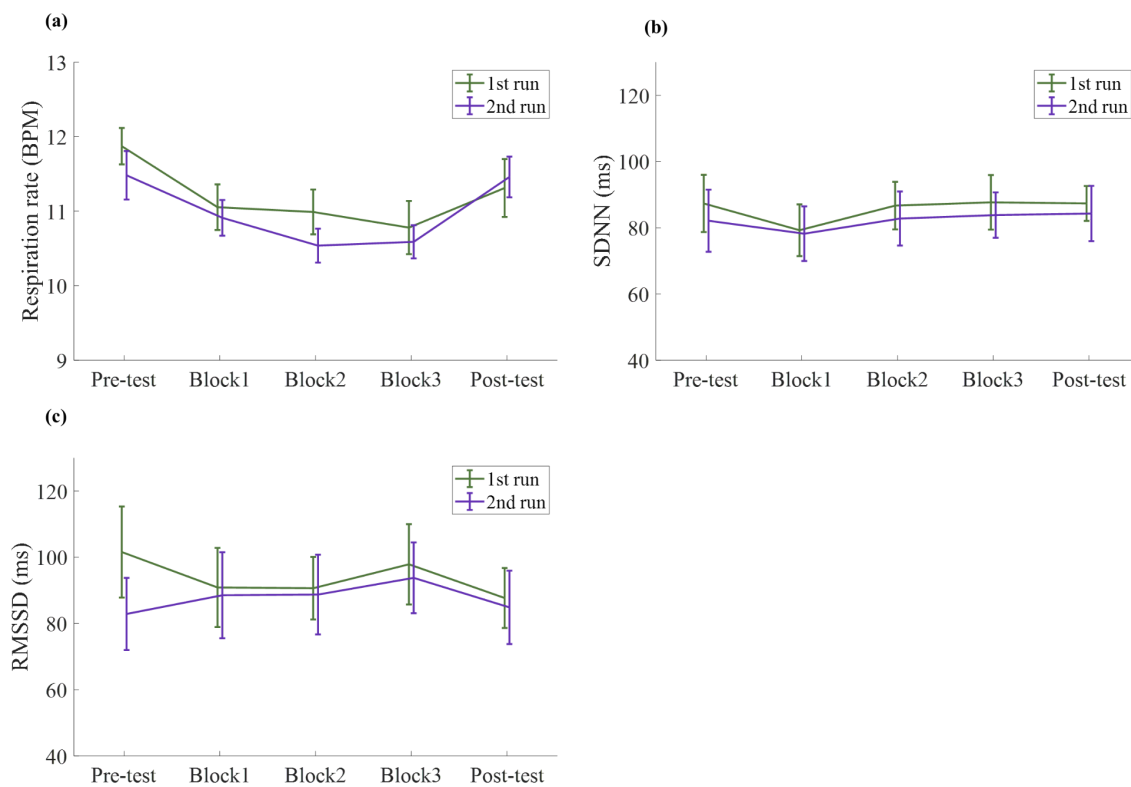 (a)
13
12
11
10
9
Respiration rate (BPM)
1st run
2nd run
Pre-test Block1 Block2 Block3 Post-test
(b)
120
100
80
60
40
SDNN (ms)
1st run
2nd run
Pre-test Block1 Block2 Block3 Post-test
(c)
120
100
80
60
40
RMSSD (ms)
1st run
2nd run
Pre-test Block1 Block2 Block3 Post-test